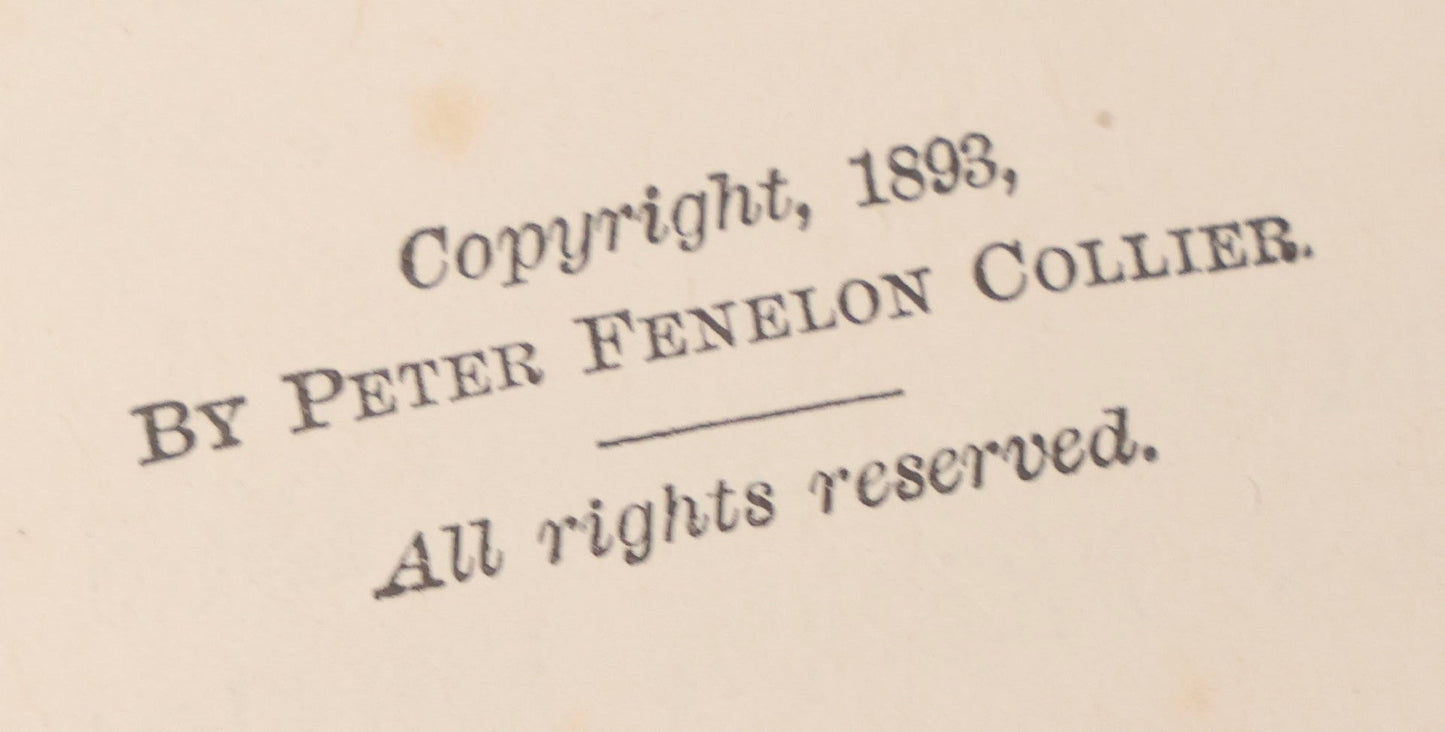 Copyright, 1893,
By Peter Fenelon Collier.
All rights reserved.